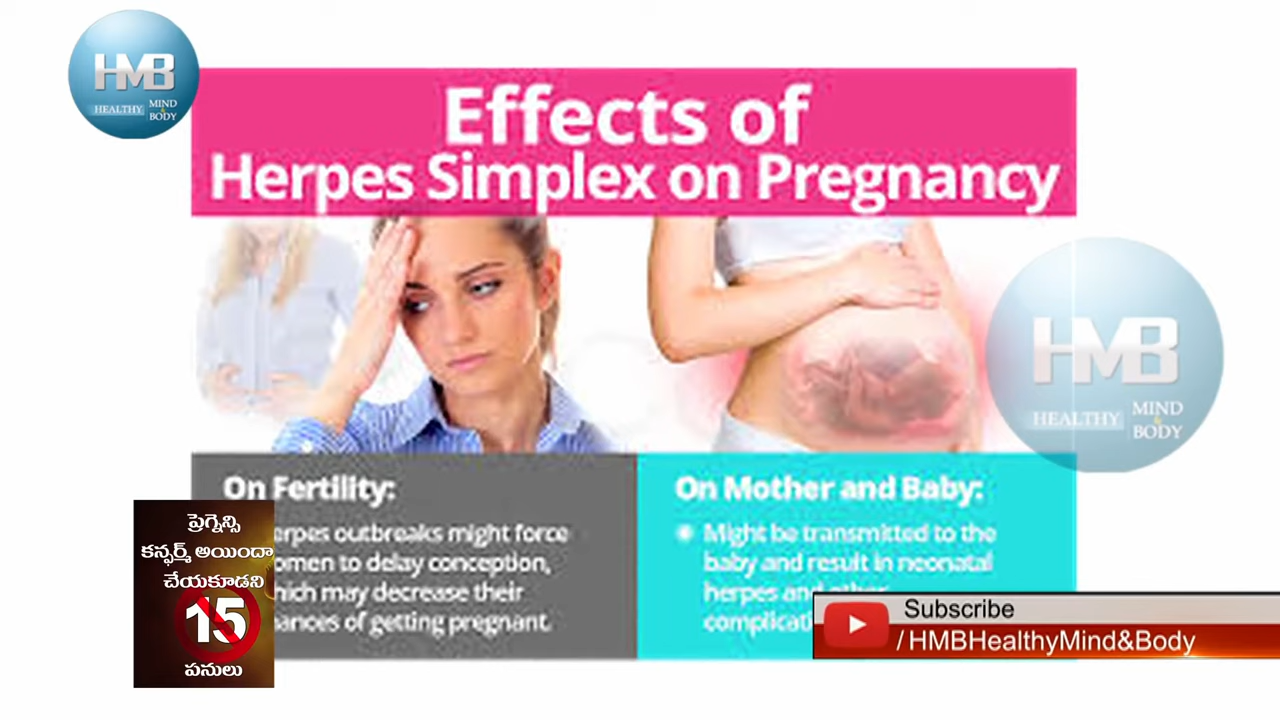 HMB
HEALTHY MIND & BODY
Effects of
Herpes Simplex on Pregnancy
HMB
HEALTHY MIND & BODY
On Fertility:
erpes outbreaks might force
omen to delay conception,
hich may decrease their
ances of getting pregnant.
On Mother and Baby:
Might be transmitted to the
baby and result in neonatal
herpes and other
complicati
ప్రెగ్నెన్సి
కన్ఫర్మ్ అయిందా
చేయకూడని
15
పనులు
Subscribe
/HMBHealthyMind&Body